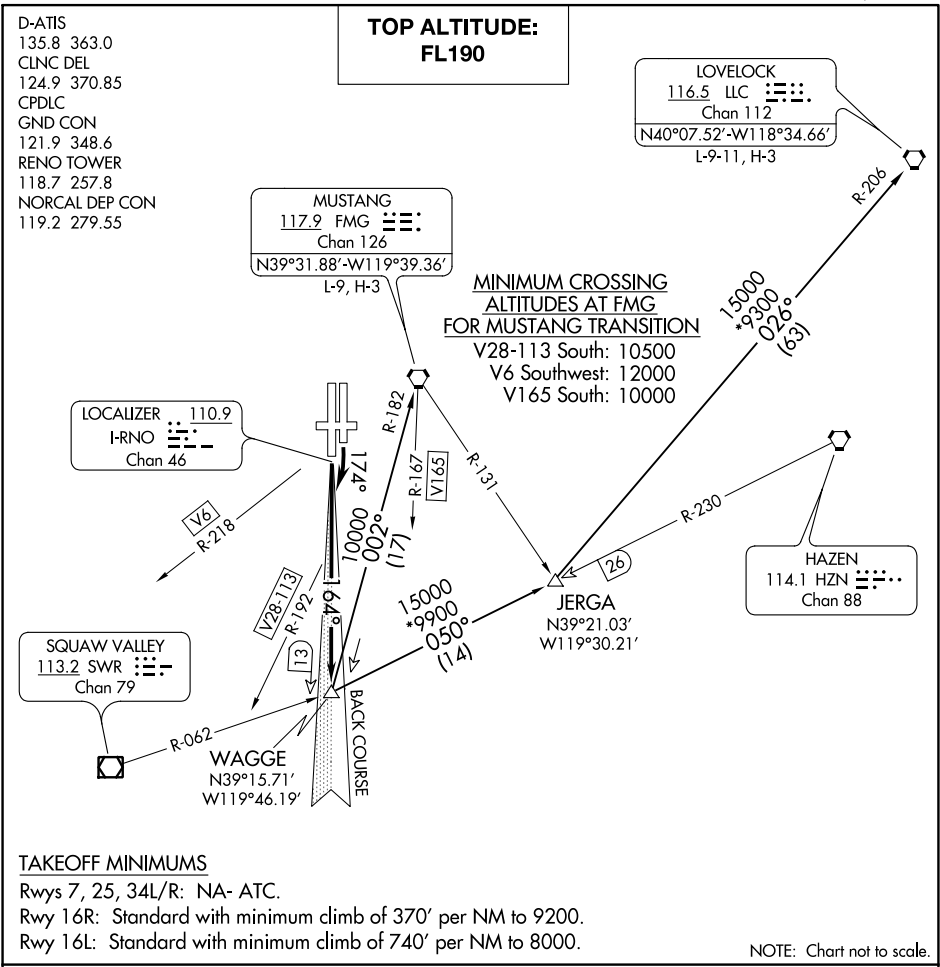 D-ATIS
135.8 363.0
CLNC DEL
124.9 370.85
CPDLC
GND CON
121.9 348.6
RENO TOWER
118.7 257.8
NORCAL DEP CON
119.2 279.55
TOP ALTITUDE:
FL190
LOVELOCK
116.5 LLC
Chan 112
N40°07.52'-W118°34.66'
L-9-11, H-3
R-206
MUSTANG
117.9 FMG
Chan 126
N39°31.88'-W119°39.36'
L-9, H-3
MINIMUM CROSSING
ALTITUDES AT FMG
FOR MUSTANG TRANSITION
V28-113 South: 10500
V6 Southwest: 12000
V165 South: 10000
15000
*9300
026°
(63)
LOCALIZER 110.9
I-RNO
Chan 46
174°
R-182
R-167
V165
R-131
V6
R-218
10000
002°
(17)
R-230
26
HAZEN
114.1 HZN
Chan 88
V28-113
R-192
164°
13
15000
*9900
050°
(14)
JERGA
N39°21.03'
W119°30.21'
SQUAW VALLEY
113.2 SWR
Chan 79
R-062
BACK COURSE
WAGGE
N39°15.71'
W119°46.19'
TAKEOFF MINIMUMS
Rwys 7, 25, 34L/R: NA- ATC.
Rwy 16R: Standard with minimum climb of 370' per NM to 9200.
Rwy 16L: Standard with minimum climb of 740' per NM to 8000.
NOTE: Chart not to scale.